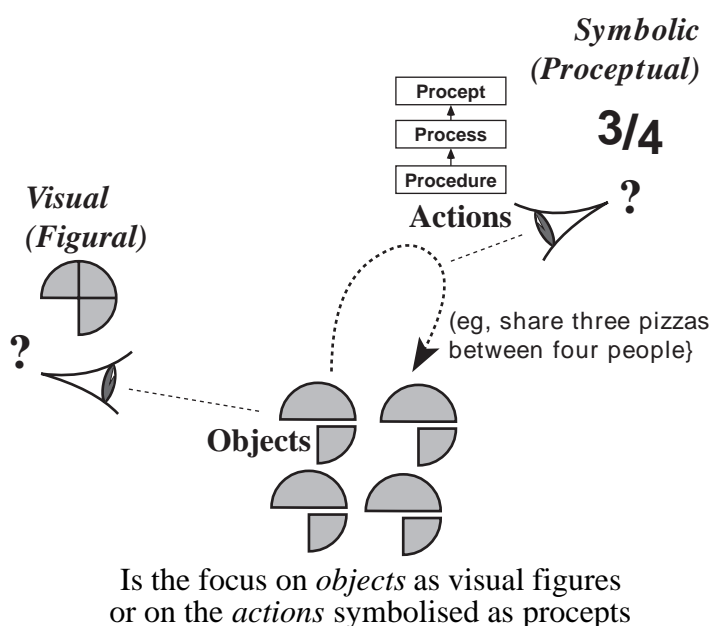 Symbolic
(Proceptual)
Procept
Process
Procedure
3/4
?
Actions
Visual
(Figural)
?
(eg, share three pizzas
between four people}
Objects
Is the focus on objects as visual figures
or on the actions symbolised as procepts